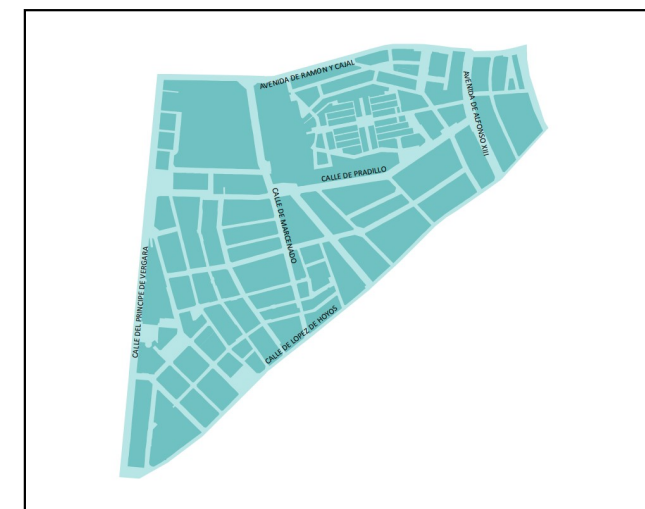 AVENIDA DE RAMÓN Y CAJAL
AVENIDA DE ALFONSO XIII
CALLE DE PRADILLO
CALLE DE MARCENADO
CALLE DEL PRINCIPE DE VERGARA
CALLE DE LOPEZ DE HOYOS